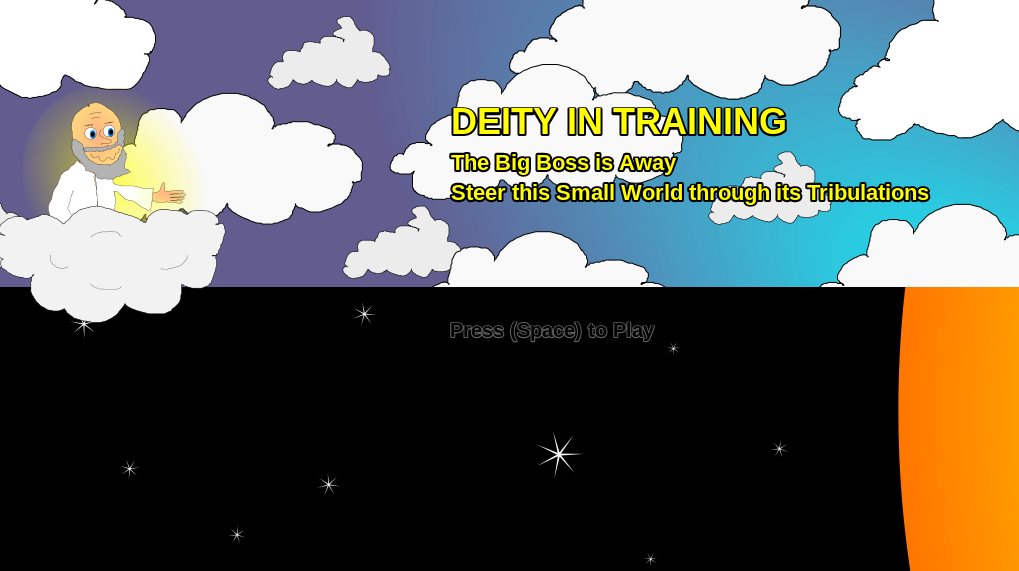 DEITY IN TRAINING
The Big Boss is Away
Steer this Small World through its Tribulations
Press (Space) to Play